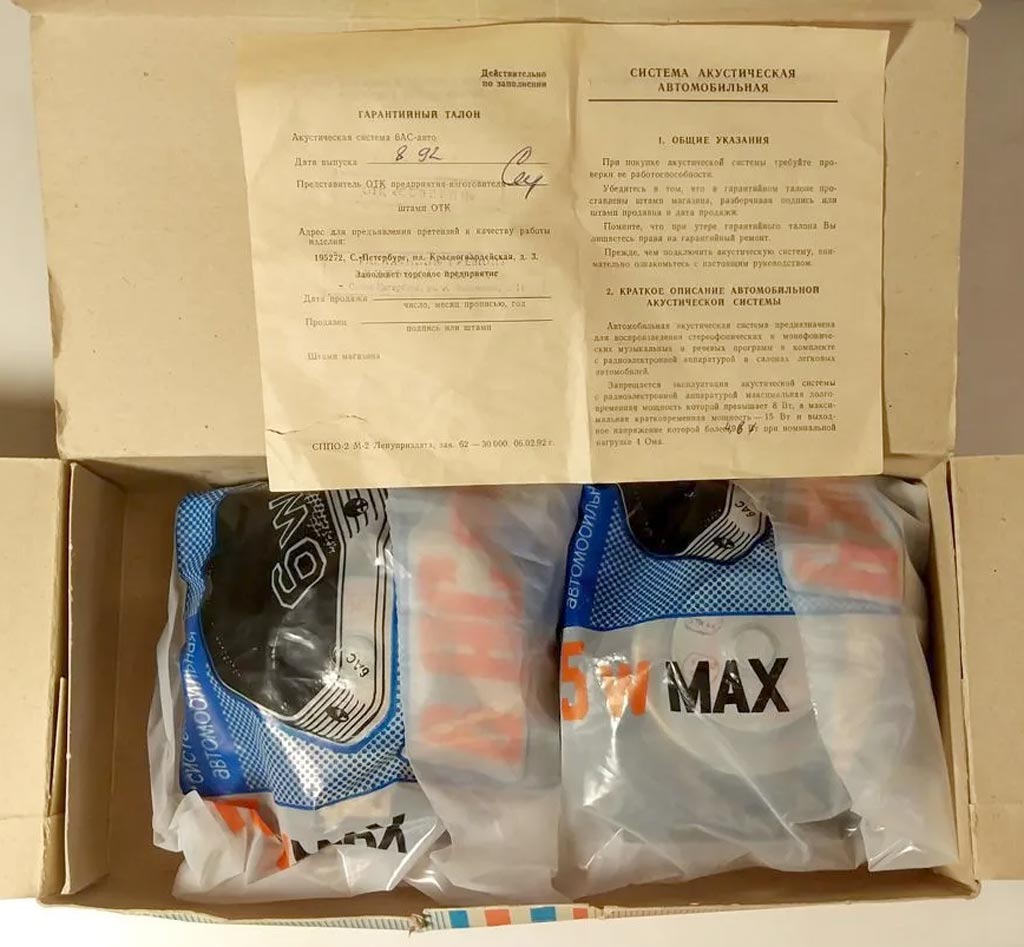 Действительно
по заполнении
ГАРАНТИЙНЫЙ ТАЛОН
Акустическая система 6АС-авто
Дата выпуска 8 92
Представитель ОТК предприятия-изготовителя
штамп ОТК
Адрес для предъявления претензий к качеству работы
изделия:
195272, С.-Петербург, пл. Красногвардейская, д. 3.
Заполняет торговое предприятие
Дата продажи
число, месяц прописью, год
Продавец
подпись или штамп
Штамп магазина
СППО-2 М-2 Ленуприздата, зак. 62 — 30 000 06.02.92 г.
СИСТЕМА АКУСТИЧЕСКАЯ
АВТОМОБИЛЬНАЯ
1. ОБЩИЕ УКАЗАНИЯ
При покупке акустической системы требуйте про-
верки ее работоспособности.
Убедитесь в том, что в гарантийном талоне про-
ставлены штамп магазина, разборчивая подпись или
штамп продавца и дата продажи.
Помните, что при утере гарантийного талона Вы
лишаетесь права на гарантийный ремонт.
Прежде, чем подключить акустическую систему, вни-
мательно ознакомьтесь с настоящим руководством.
2. КРАТКОЕ ОПИСАНИЕ АВТОМОБИЛЬНОЙ
АКУСТИЧЕСКОЙ СИСТЕМЫ
Автомобильная акустическая система предназначена
для воспроизведения стереофонических и монофониче-
ских музыкальных и речевых программ в комплекте
с радиоэлектронной аппаратурой в салонах легковых
автомобилей.
Запрещается эксплуатация акустической системы
с радиоэлектронной аппаратурой максимальная долго-
временная мощность которой превышает 8 Вт, а макси-
мальная кратковременная мощность — 15 Вт и выход-
ное напряжение которой более при номинальной
нагрузке 4 Ома.
6W
6АС
систе
автомобильная
MAX
автомобильн
6АС
5 W MAX